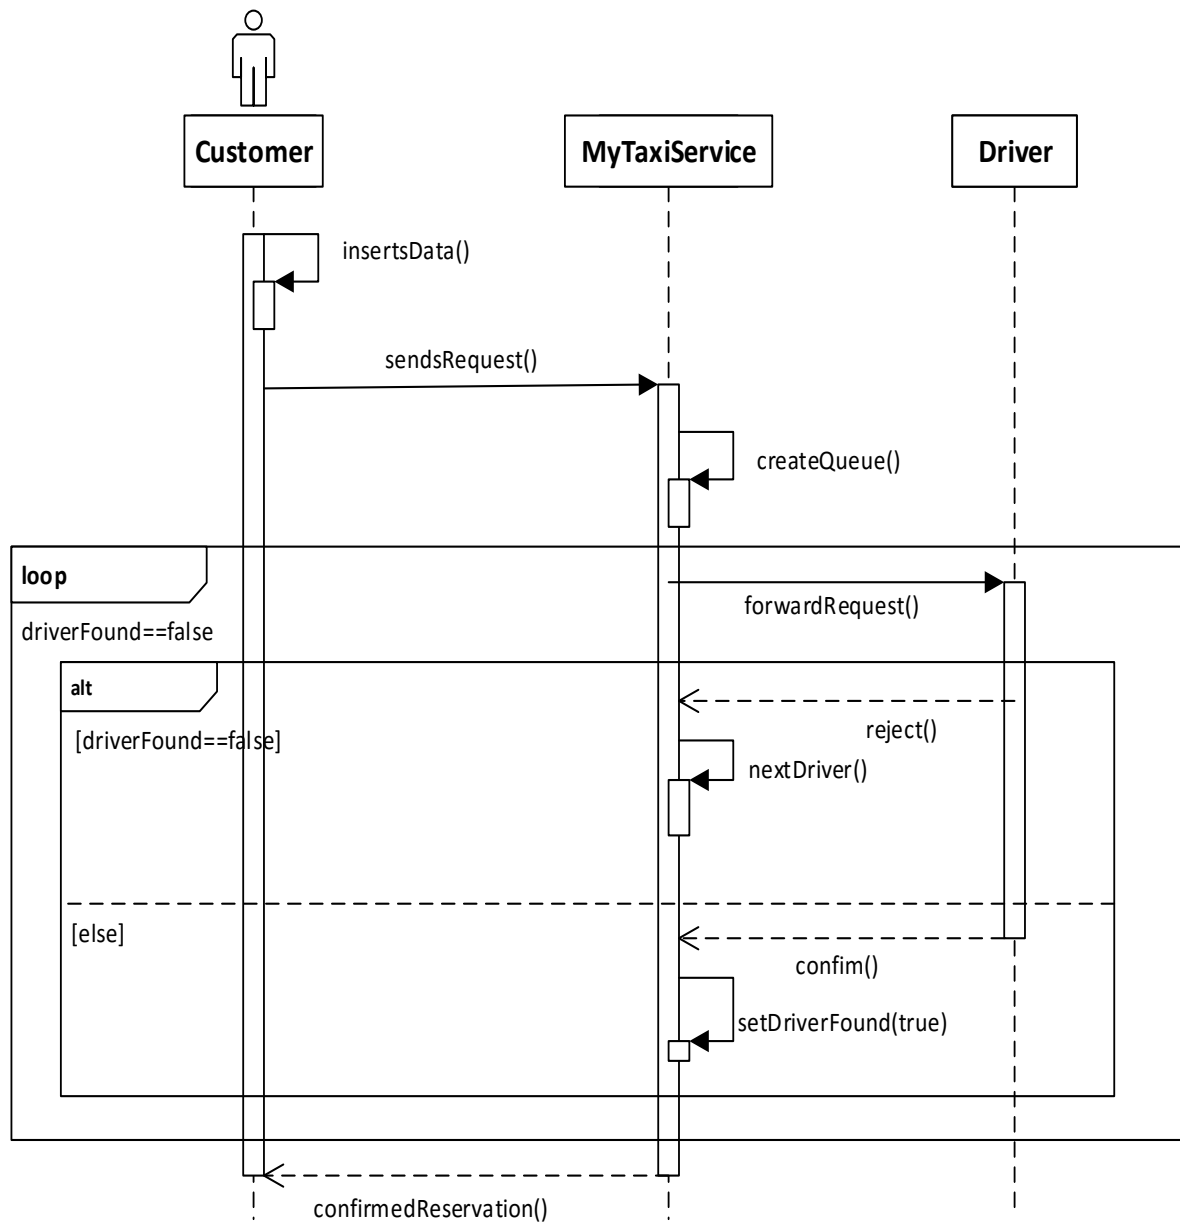 Customer
MyTaxiService
Driver
insertsData()
sendsRequest()
createQueue()
loop
forwardRequest()
driverFound==false
alt
reject()
[driverFound==false]
nextDriver()
[else]
confim()
setDriverFound(true)
confirmedReservation()